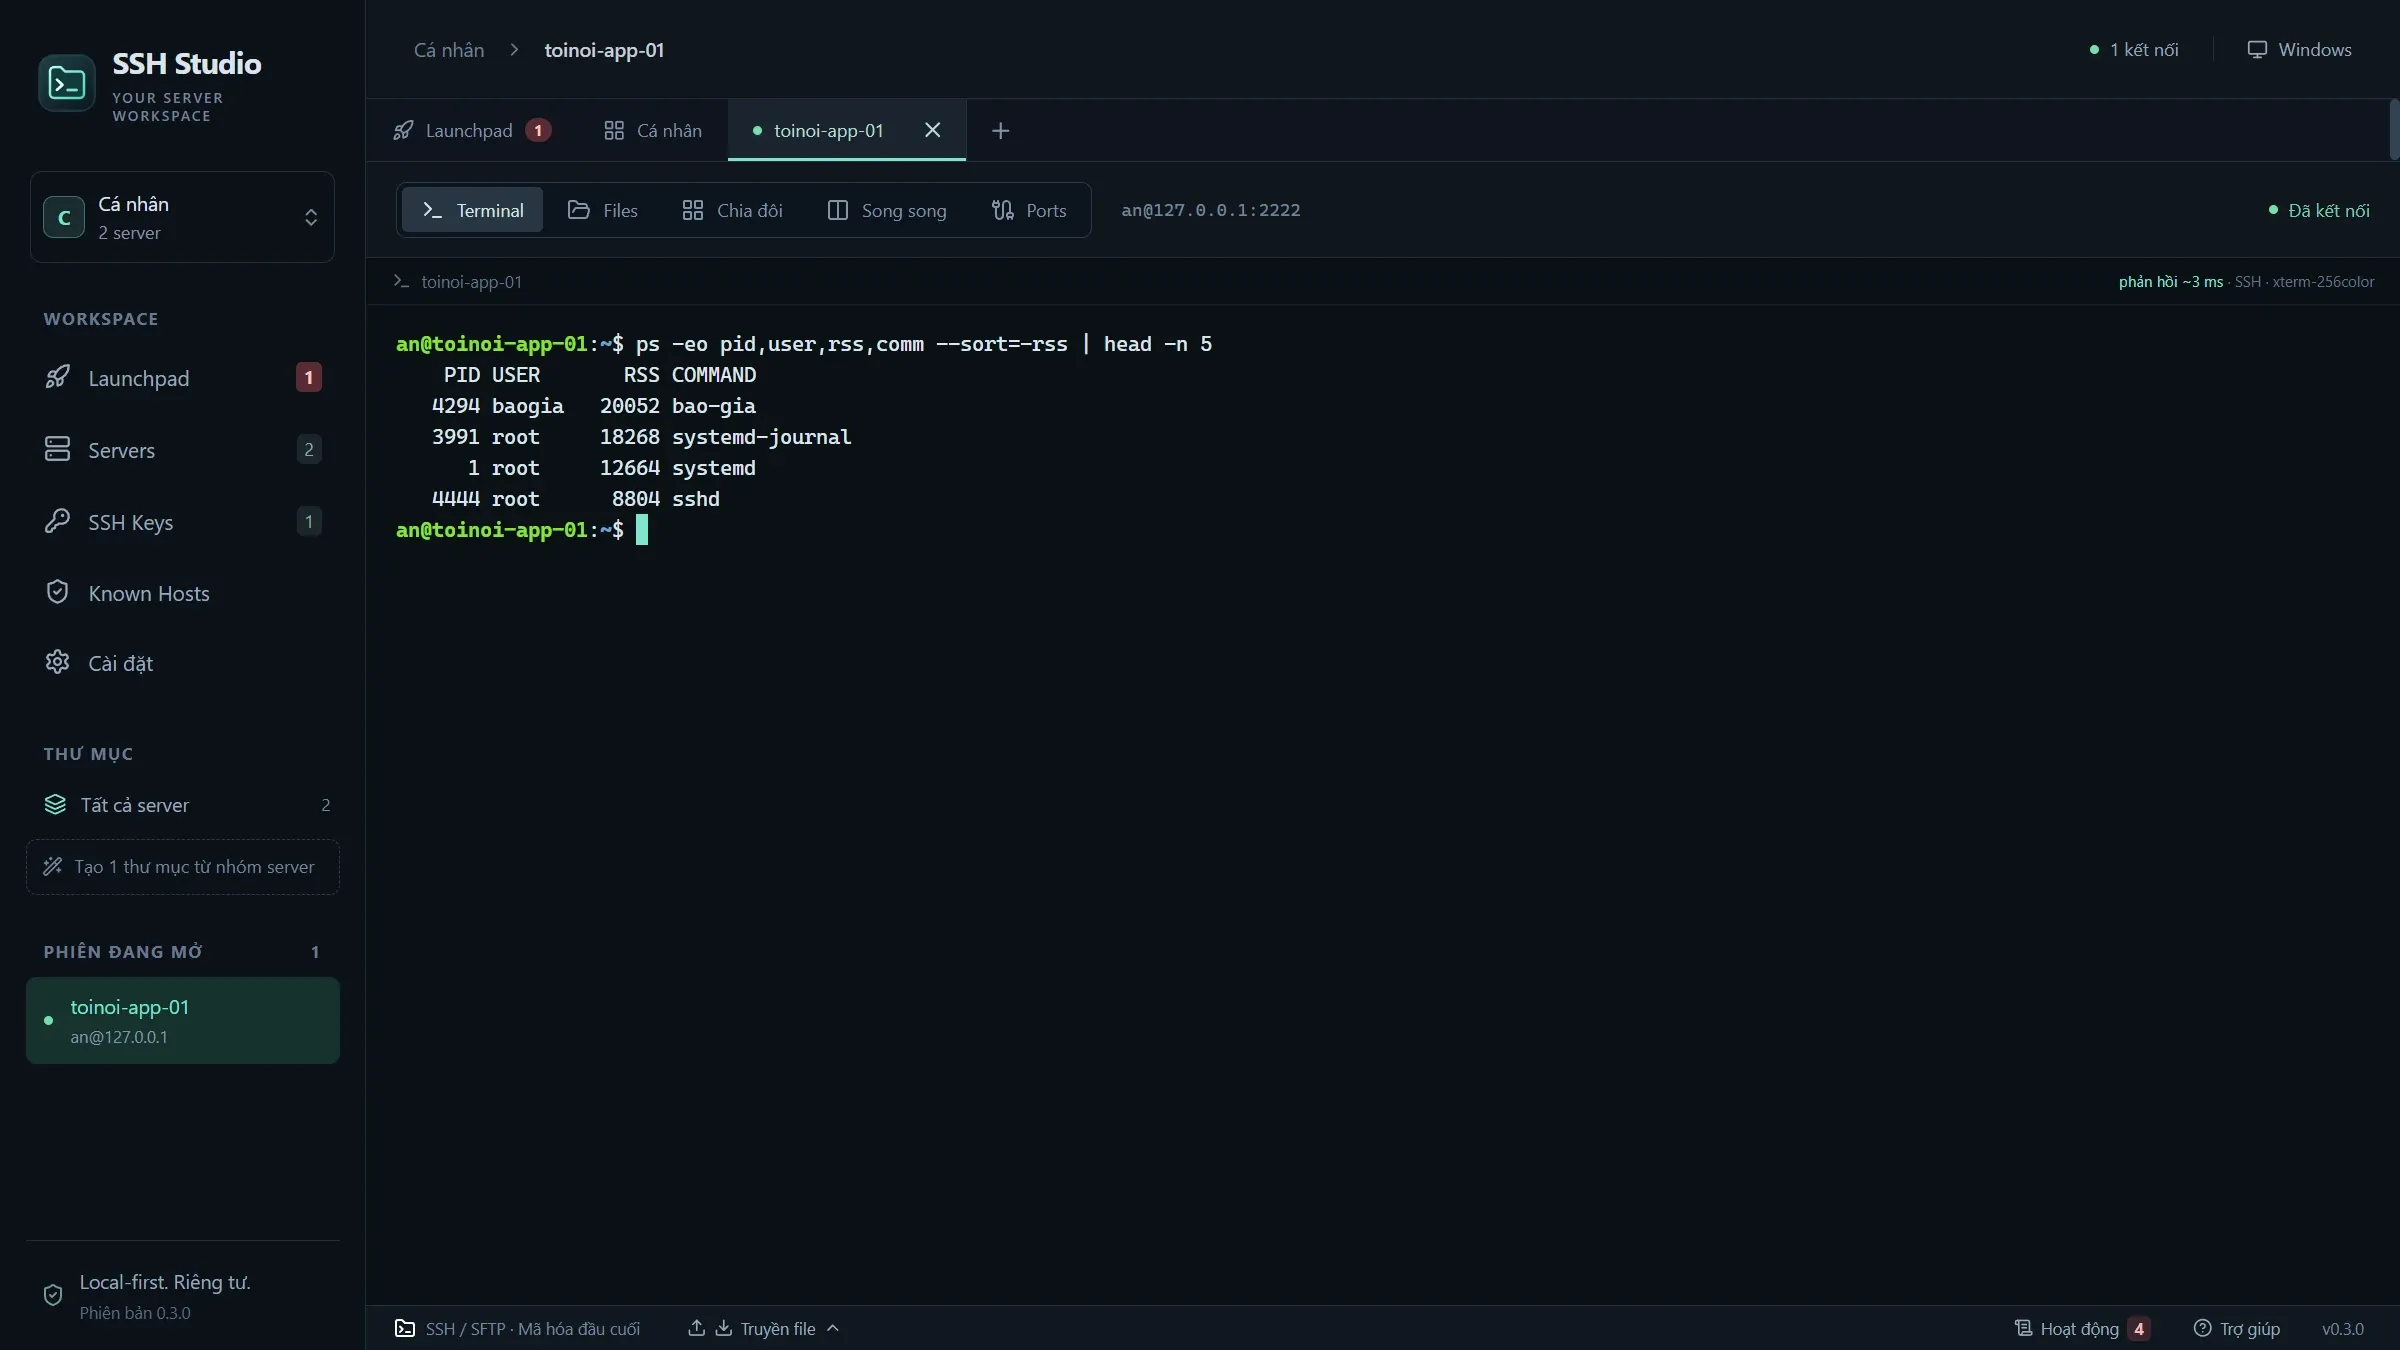 SSH Studio
YOUR SERVER
WORKSPACE
C
Cá nhân
2 server
WORKSPACE
Launchpad 1
Servers 2
SSH Keys 1
Known Hosts
Cài đặt
THƯ MỤC
Tất cả server 2
Tạo 1 thư mục từ nhóm server
PHIÊN ĐANG MỞ 1
toinoi-app-01
an@127.0.0.1
Local-first. Riêng tư.
Phiên bản 0.3.0
Cá nhân > toinoi-app-01
1 kết nối
Windows
Launchpad 1
Cá nhân
toinoi-app-01
Terminal
Files
Chia đôi
Song song
Ports
an@127.0.0.1:2222
Đã kết nối
toinoi-app-01
phản hồi ~3 ms · SSH · xterm-256color
an@toinoi-app-01:~$ ps -eo pid,user,rss,comm --sort=-rss | head -n 5
PID USER RSS COMMAND
4294 baogia 20052 bao-gia
3991 root 18268 systemd-journal
1 root 12664 systemd
4444 root 8804 sshd
an@toinoi-app-01:~$
SSH / SFTP · Mã hóa đầu cuối
Truyền file
Hoạt động 4
Trợ giúp
v0.3.0